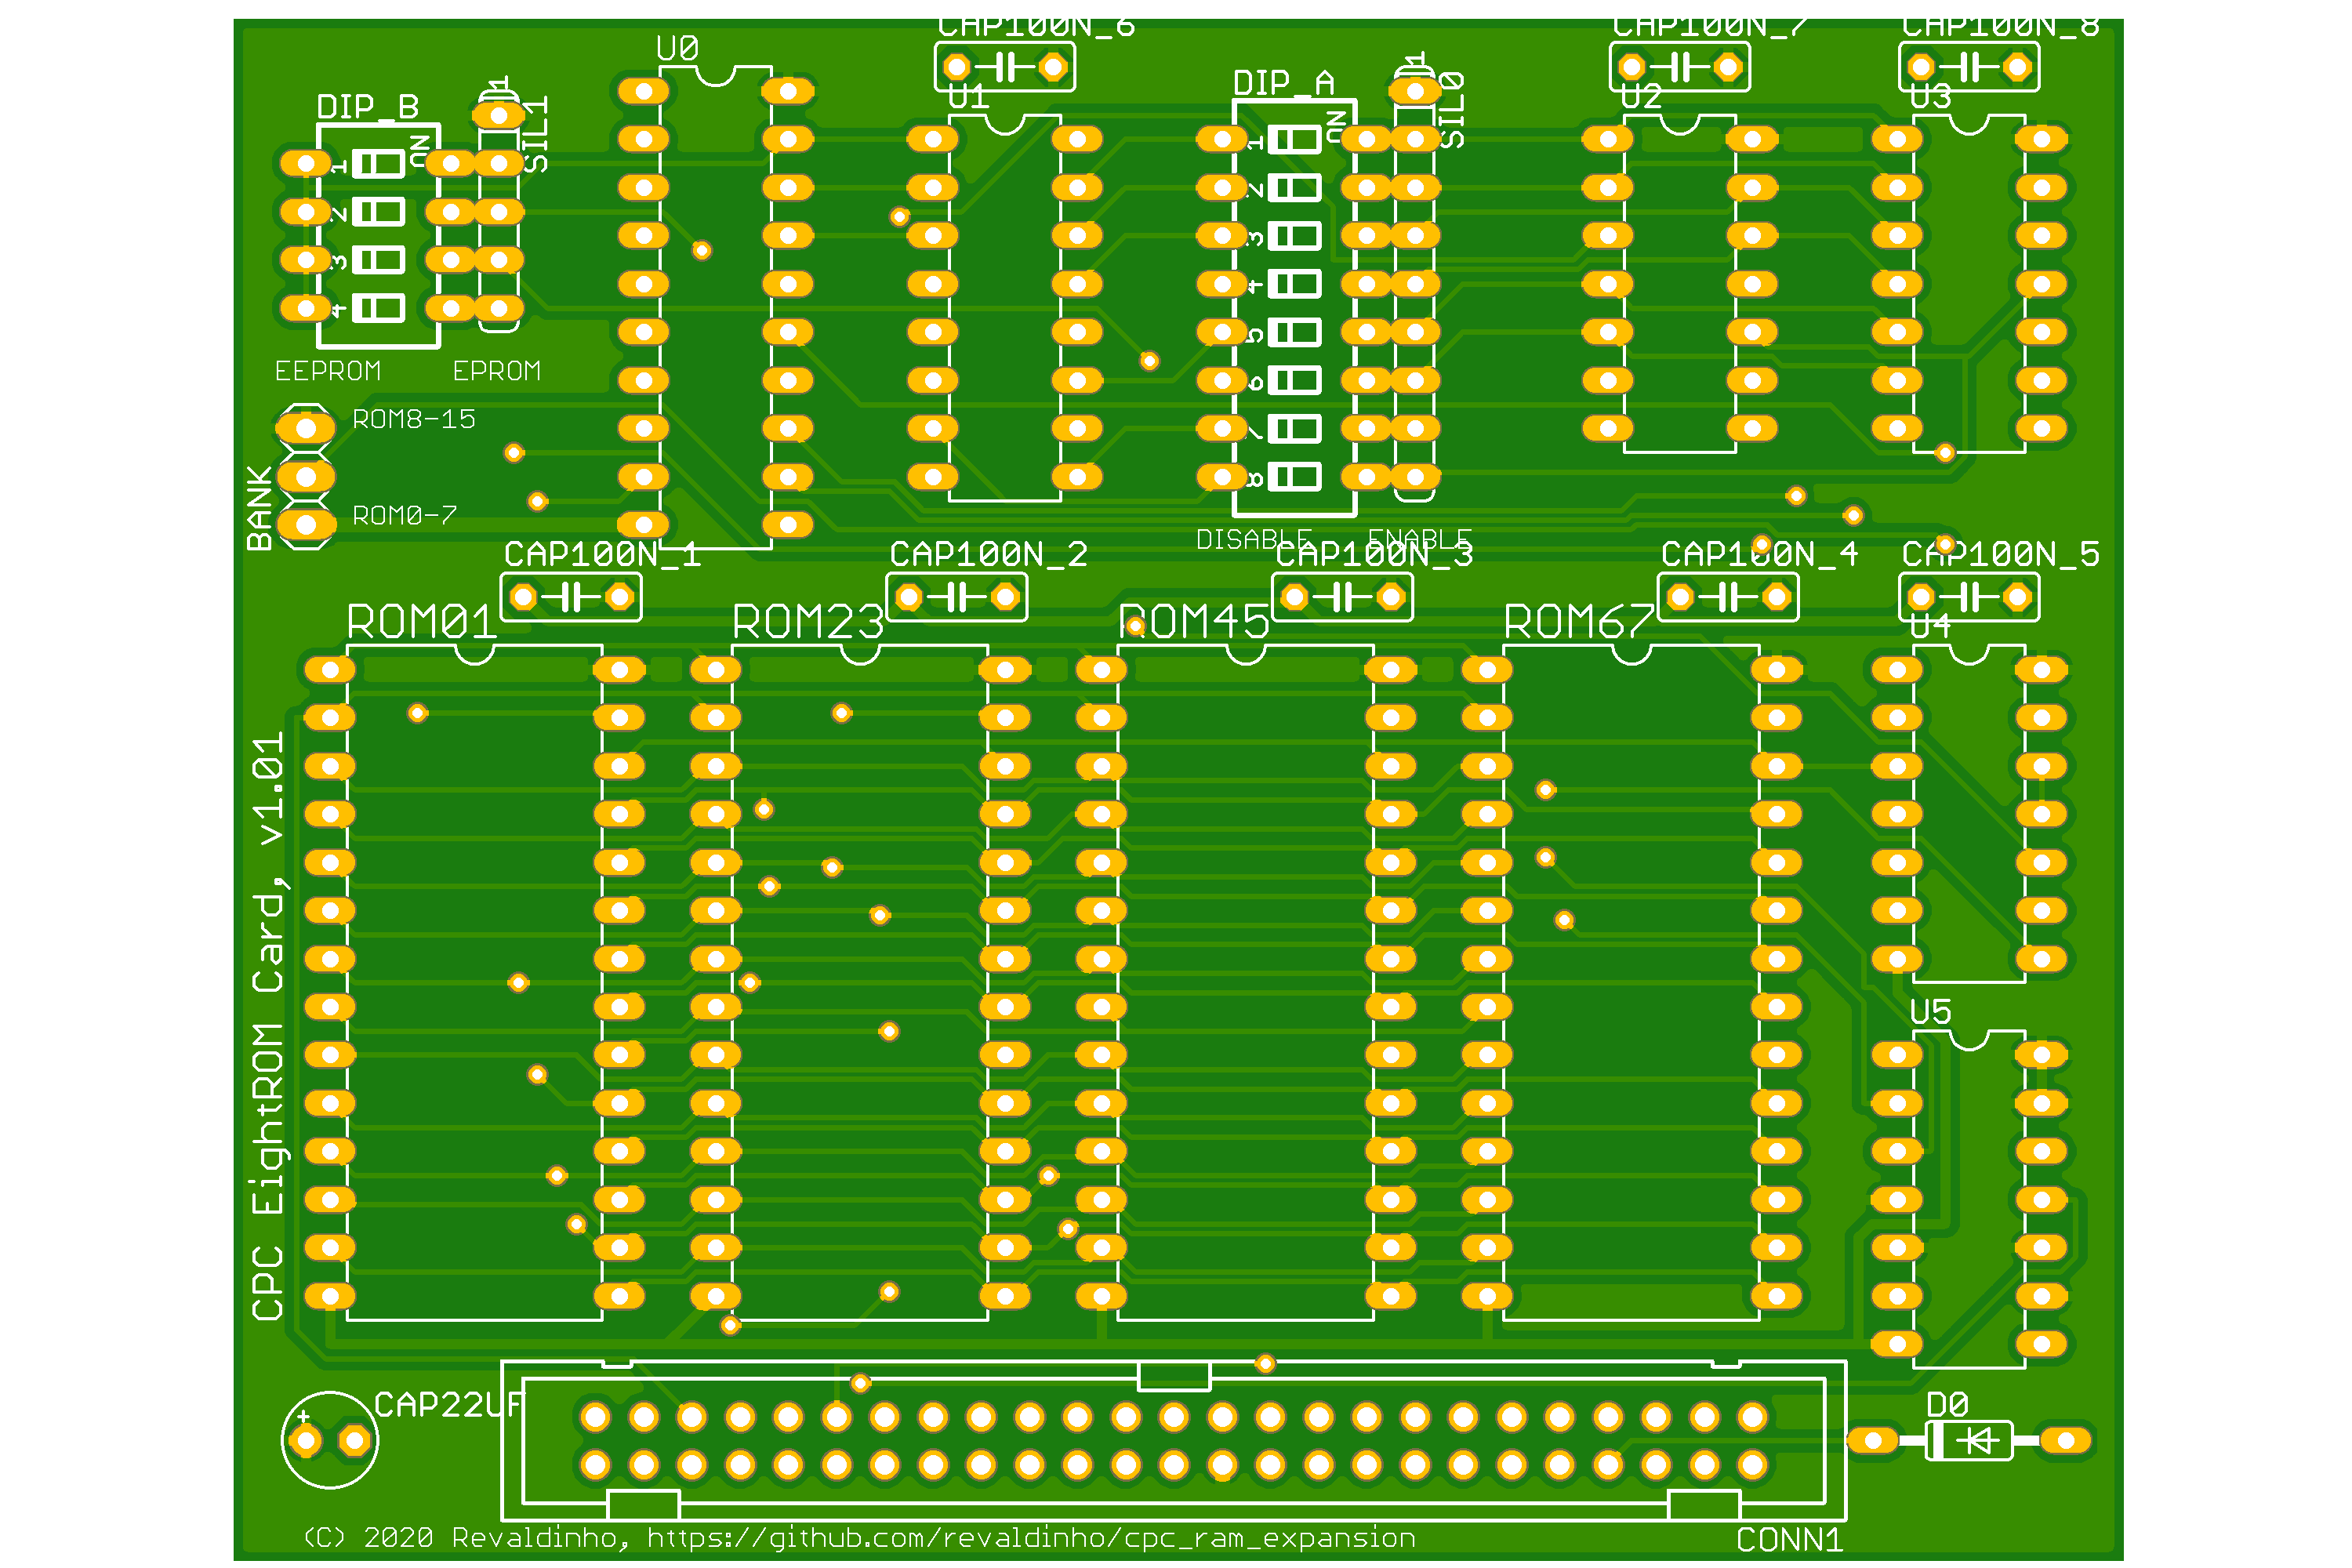 CAP100N_6
CAP100N_7
CAP100N_8
U0
DIP_B
1
SIL1
ON
1
2
3
4
U1
DIP_A
1
SIL0
ON
1
2
3
4
5
6
7
8
U2
U3
EEPROM
EPROM
ROM8-15
BANK
ROM0-7
DISABLE
ENABLE
CAP100N_1
CAP100N_2
CAP100N_3
CAP100N_4
CAP100N_5
ROM01
ROM23
ROM45
ROM67
U4
CPC EightROM Card, v1.01
U5
CAP22UF
+
D0
(C) 2020 Revaldinho, https://github.com/revaldinho/cpc_ram_expansion
CONN1